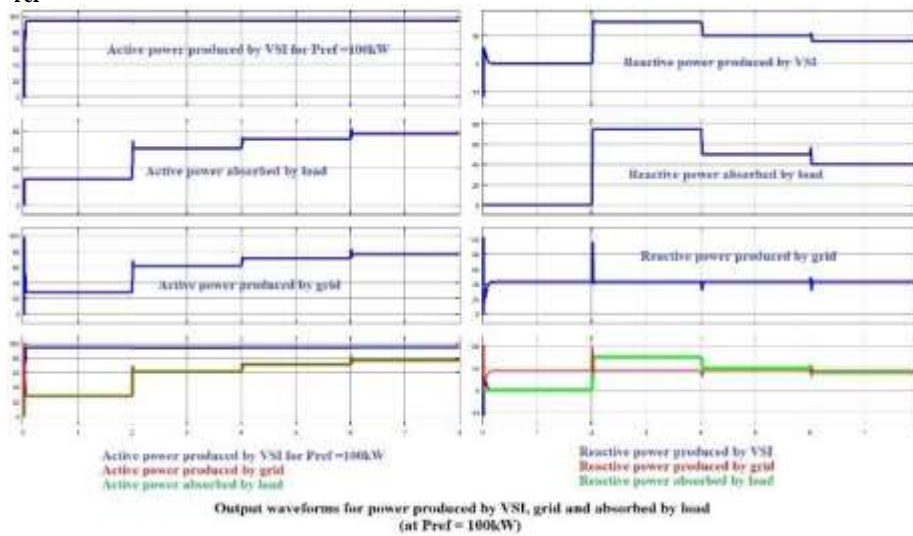 ref
Active power produced by VSI for Pref =100kW
Reactive power produced by VSI
Active power absorbed by load
Reactive power absorbed by load
Active power produced by grid
Reactive power produced by grid
Active power produced by VSI for Pref =100kW
Active power produced by grid
Active power absorbed by load
Reactive power produced by VSI
Reactive power produced by grid
Reactive power absorbed by load
Output waveforms for power produced by VSI, grid and absorbed by load
(at Pref = 100kW)